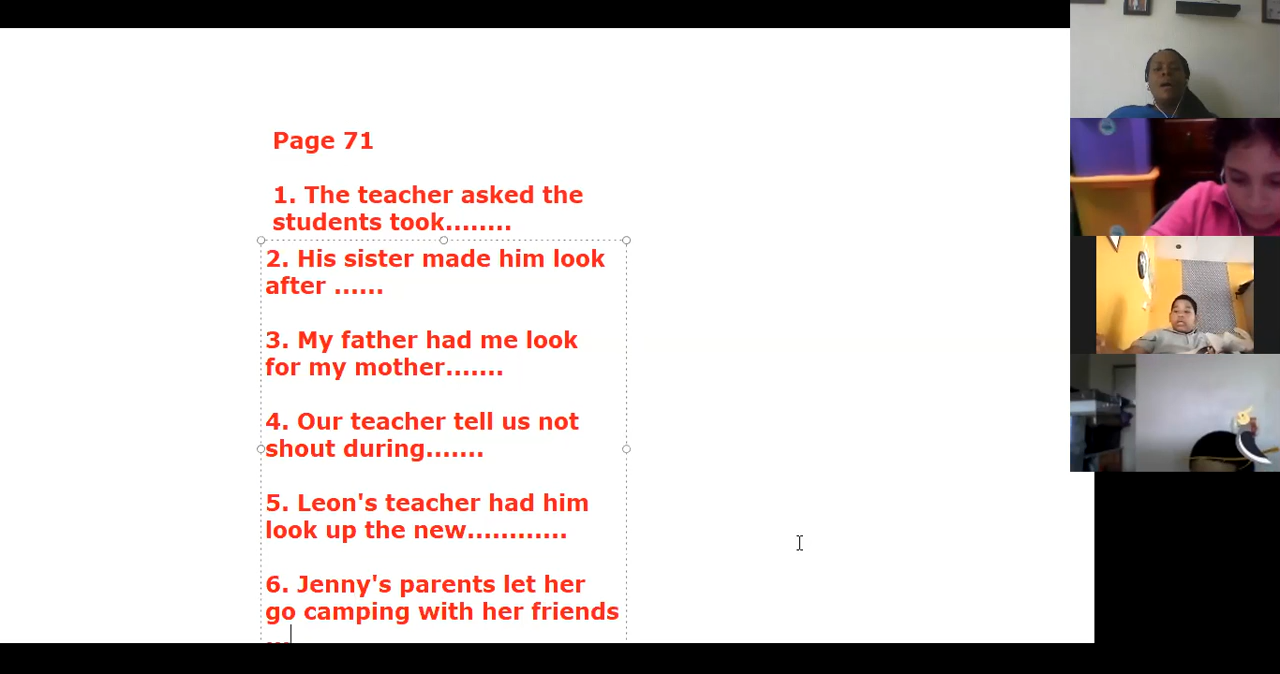 Page 71
1. The teacher asked the
students took........
2. His sister made him look
after ......
3. My father had me look
for my mother.......
4. Our teacher tell us not
shout during.......
5. Leon's teacher had him
look up the new............
6. Jenny's parents let her
go camping with her friends
...